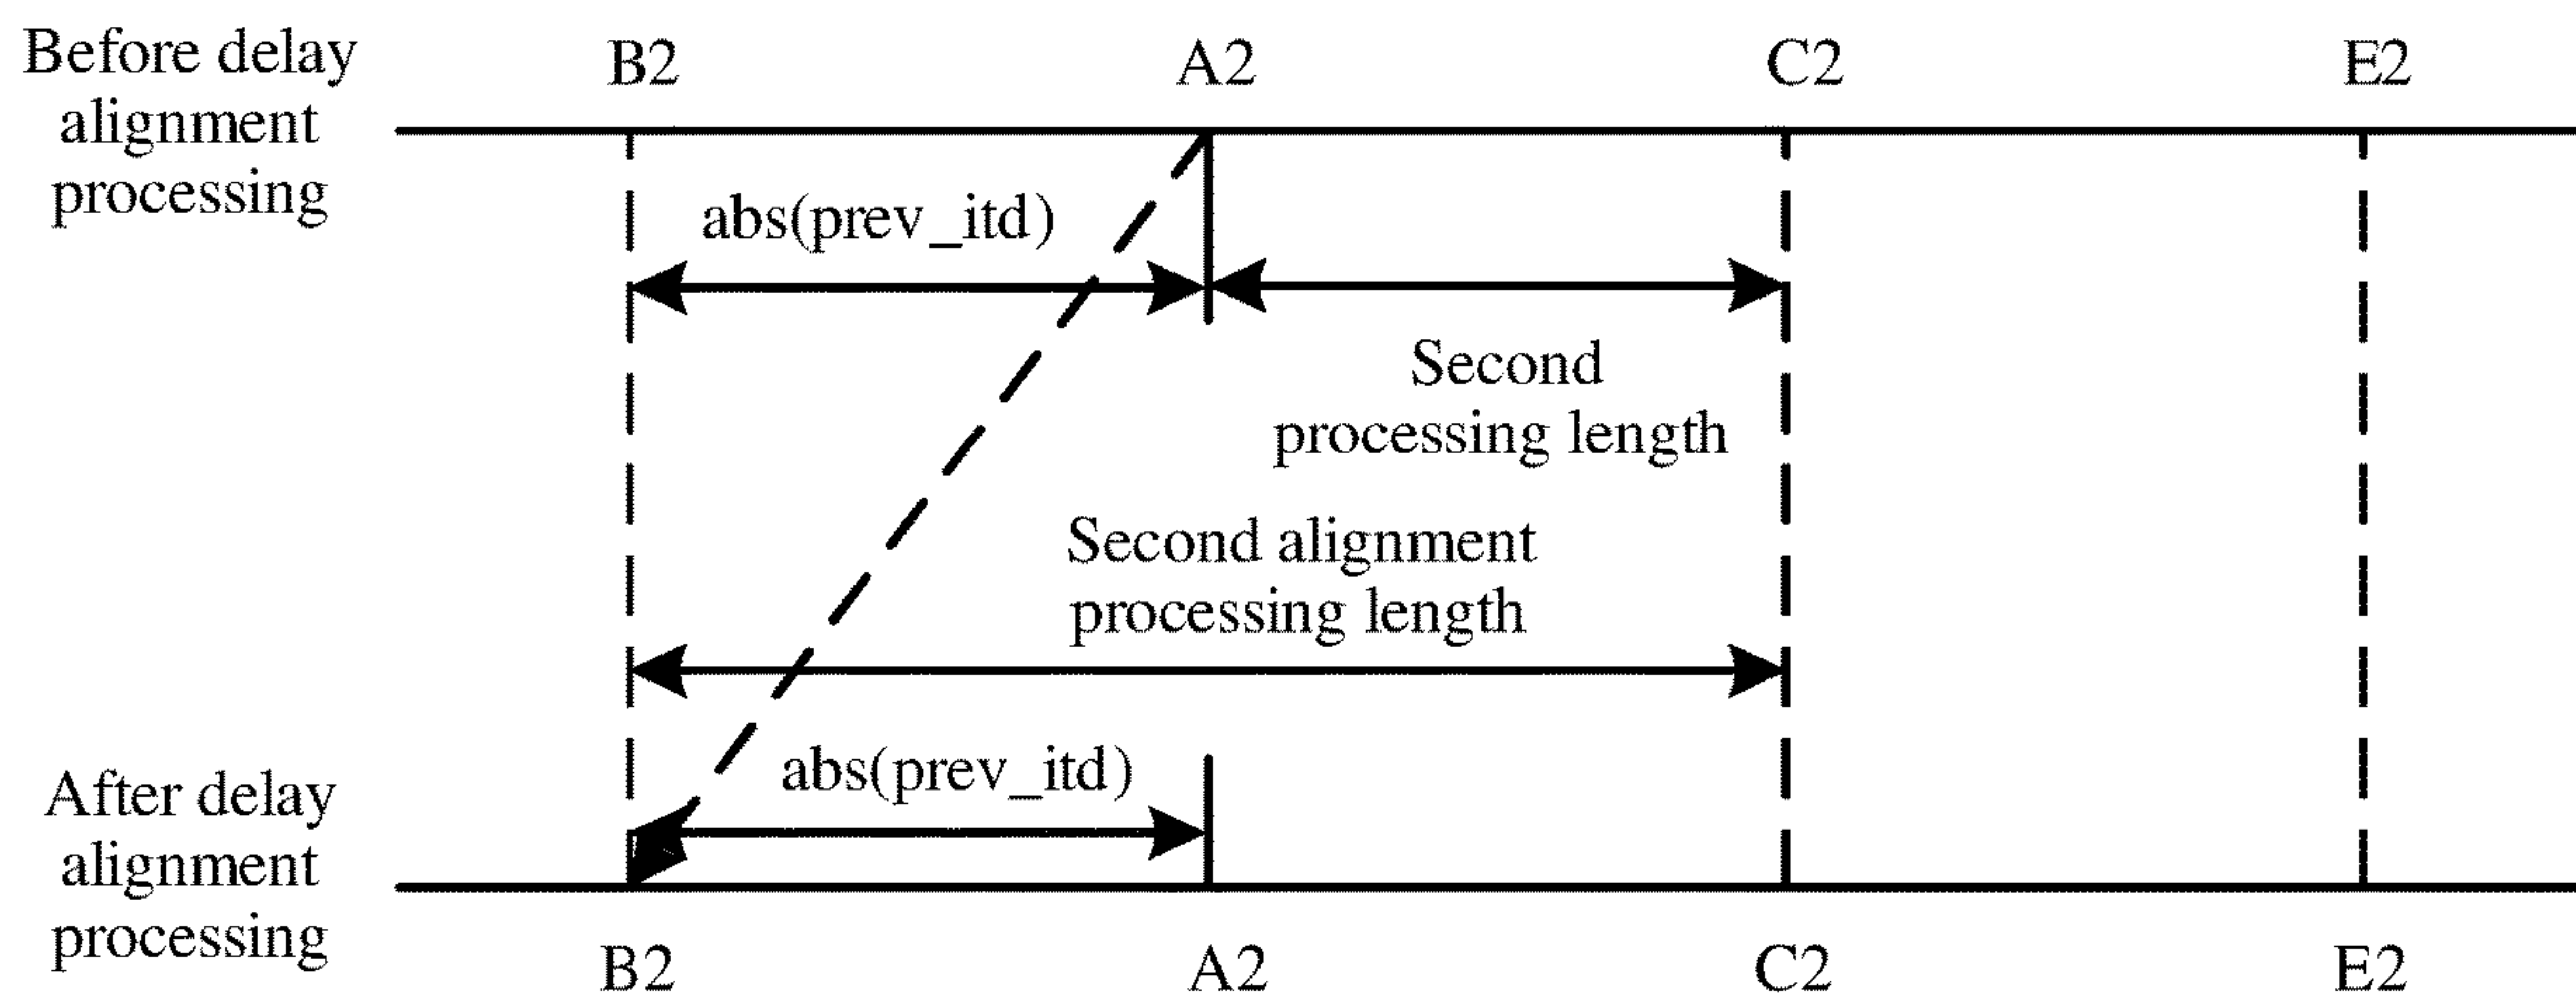 Before delay
alignment
processing
B2
A2
C2
E2
abs(prev_itd)
Second
processing length
Second alignment
processing length
abs(prev_itd)
After delay
alignment
processing
B2
A2
C2
E2